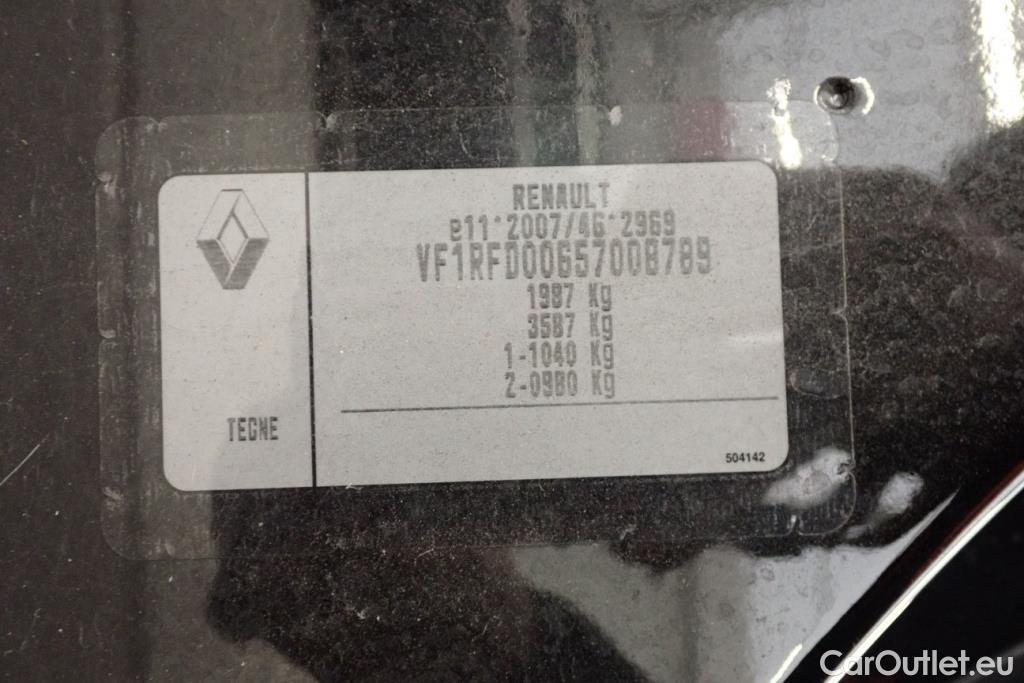 RENAULT
e11*2007/46*2969
VF1RFD00657008789
1987 Kg
3587 Kg
1-1040 Kg
2-0980 Kg
TEGNE
504142
CarOutlet.eu